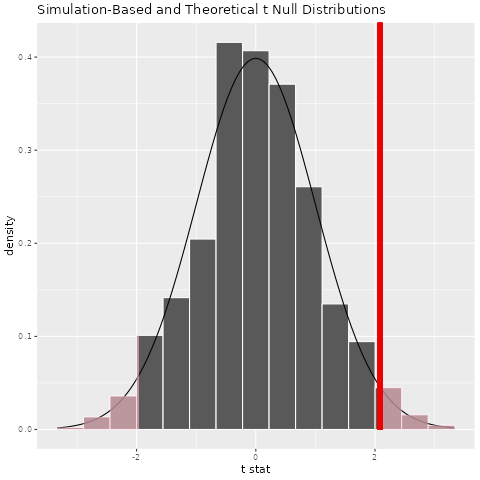 Simulation-Based and Theoretical t Null Distributions
density
0.4
0.3
0.2
0.1
0.0
-2
0
2
t stat